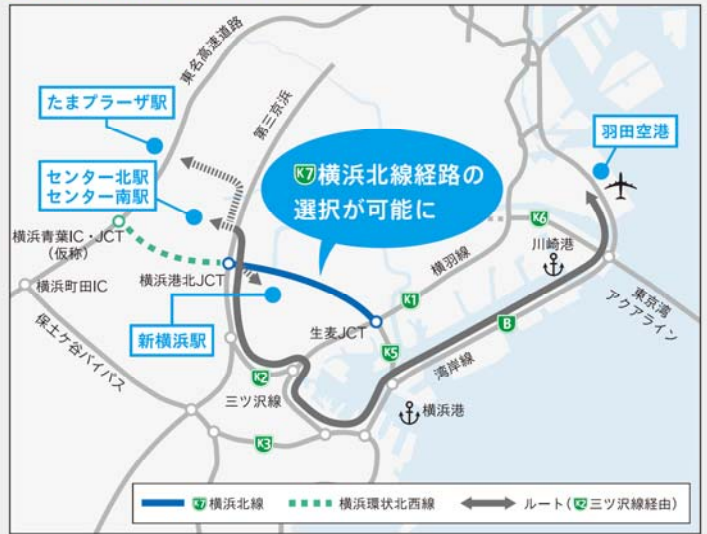 東名高速道路
第三京浜
たまプラーザ駅
センター北駅
センター南駅
横浜青葉IC・JCT
(仮称)
横浜町田IC
保土ケ谷バイパス
横浜港北JCT
新横浜駅
K7横浜北線経路の
選択が可能に
羽田空港
K6
川崎港
横羽線
K1
東京湾
アクアライン
生麦JCT
K5
B
湾岸線
K2
三ツ沢線
横浜港
K3
K7横浜北線
横浜環状北西線
ルート(K2三ツ沢線経由)